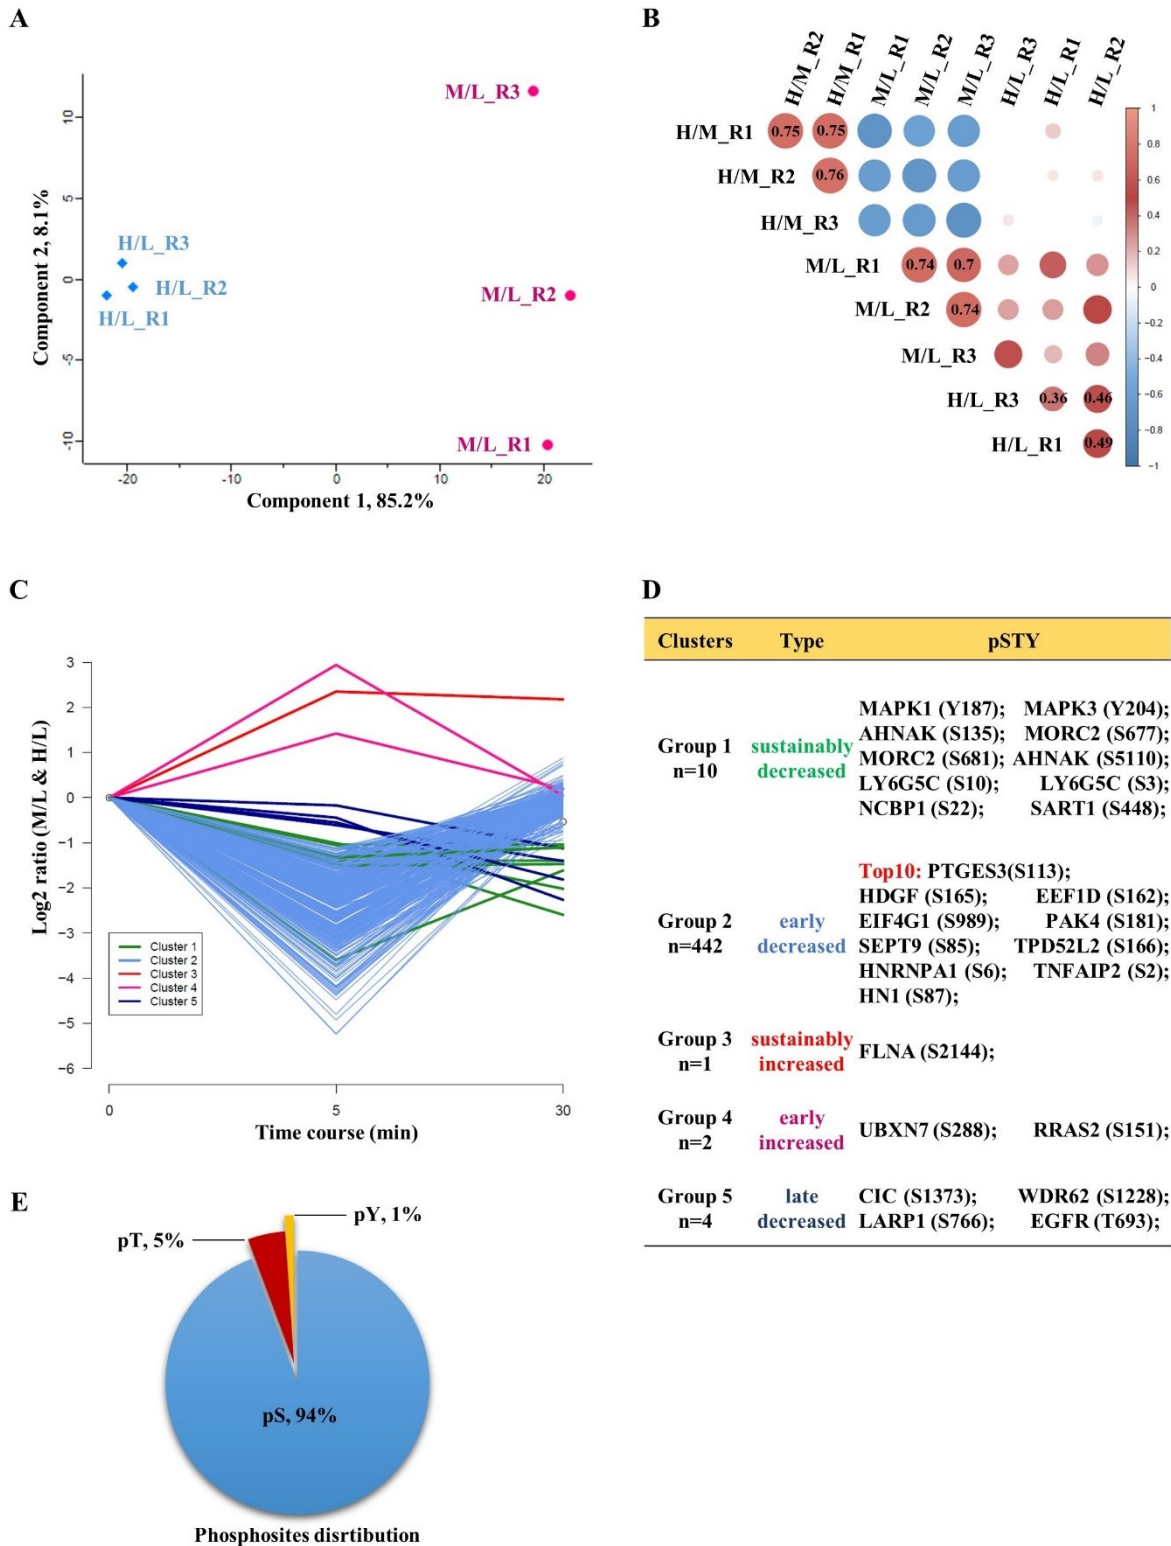 A
Component 2, 8.1%
10
5
0
-5
-10
-20
-10
0
10
20
Component 1, 85.2%
M/L_R3
H/L_R3
H/L_R2
H/L_R1
M/L_R2
M/L_R1
B
H/M_R2
H/M_R1
M/L_R1
M/L_R2
M/L_R3
H/L_R3
H/L_R1
H/L_R2
H/M_R1 0.75 0.75
H/M_R2 0.76
H/M_R3
M/L_R1 0.74 0.7
M/L_R2 0.74
M/L_R3
H/L_R3 0.36 0.46
H/L_R1 0.49
1
0.8
0.6
0.4
0.2
0
-0.2
-0.4
-0.6
-0.8
-1
C
Log2 ratio (M/L & H/L)
3
2
1
0
−1
−2
−3
−4
−5
−6
Cluster 1
Cluster 2
Cluster 3
Cluster 4
Cluster 5
0
5
30
Time course (min)
D
Clusters Type pSTY
Group 1
n=10
sustainably
decreased
MAPK1 (Y187); MAPK3 (Y204);
AHNAK (S135); MORC2 (S677);
MORC2 (S681); AHNAK (S5110);
LY6G5C (S10); LY6G5C (S3);
NCBP1 (S22); SART1 (S448);
Group 2
n=442
early
decreased
Top10: PTGES3(S113);
HDGF (S165); EEF1D (S162);
EIF4G1 (S989); PAK4 (S181);
SEPT9 (S85); TPD52L2 (S166);
HNRNPA1 (S6); TNFAIP2 (S2);
HN1 (S87);
Group 3
n=1
sustainably
increased
FLNA (S2144);
Group 4
n=2
early
increased
UBXN7 (S288); RRAS2 (S151);
Group 5
n=4
late
decreased
CIC (S1373); WDR62 (S1228);
LARP1 (S766); EGFR (T693);
E
pY, 1%
pT, 5%
pS, 94%
Phosphosites disrtibution